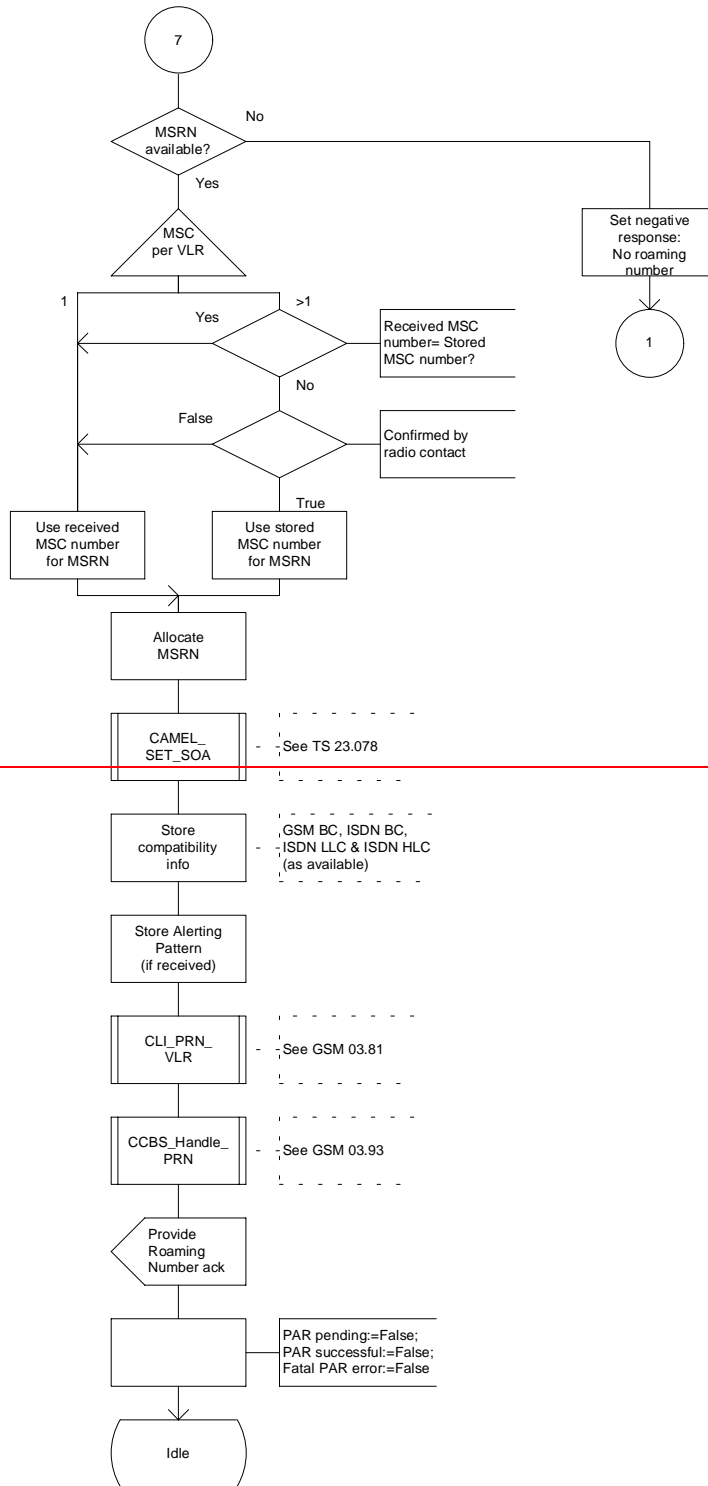 7
No
MSRN
available?
Yes
MSC
per VLR
Set negative
response:
No roaming
number
1
>1
Yes
Received MSC
number= Stored
MSC number?
1
No
False
Confirmed by
radio contact
True
Use received
MSC number
for MSRN
Use stored
MSC number
for MSRN
Allocate
MSRN
CAMEL_
SET_SOA
See TS 23.078
Store
compatibility
info
GSM BC, ISDN BC,
ISDN LLC & ISDN HLC
(as available)
Store Alerting
Pattern
(if received)
CLI_PRN_
VLR
See GSM 03.81
CCBS_Handle_
PRN
See GSM 03.93
Provide
Roaming
Number ack
PAR pending:=False;
PAR successful:=False;
Fatal PAR error:=False
Idle